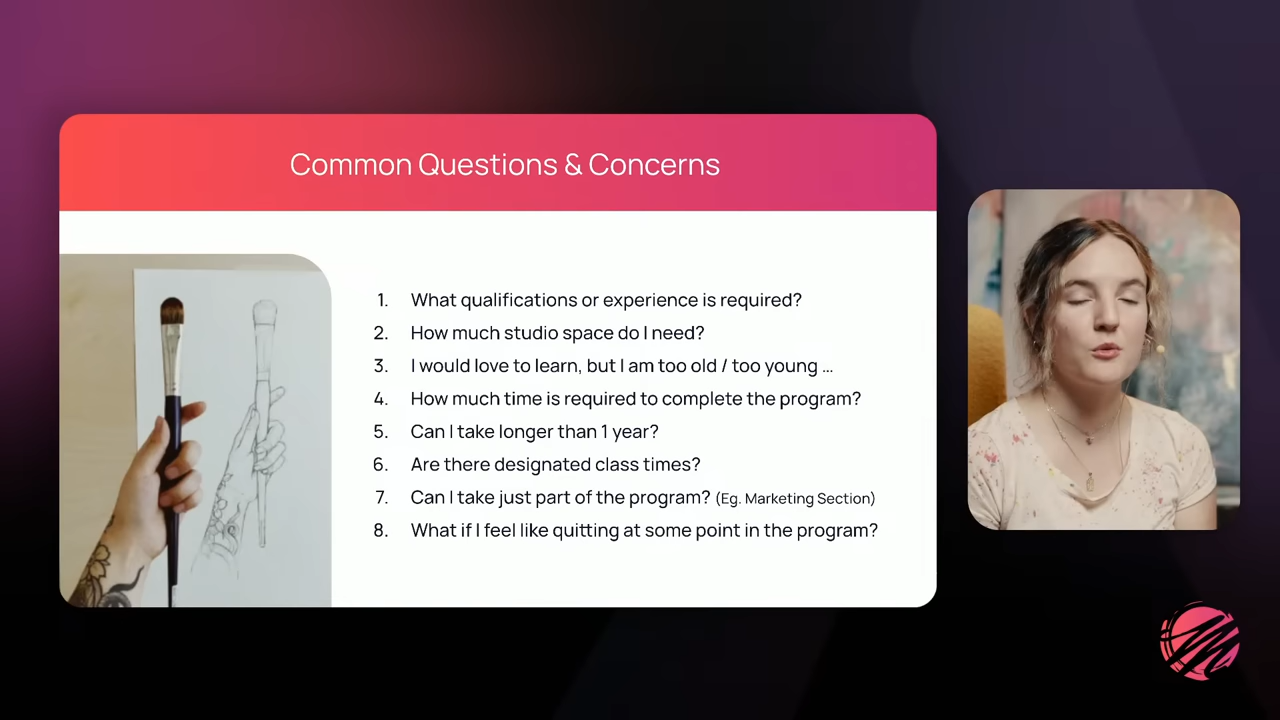 Common Questions & Concerns
1. What qualifications or experience is required?
2. How much studio space do I need?
3. I would love to learn, but I am too old / too young ...
4. How much time is required to complete the program?
5. Can I take longer than 1 year?
6. Are there designated class times?
7. Can I take just part of the program? (Eg. Marketing Section)
8. What if I feel like quitting at some point in the program?